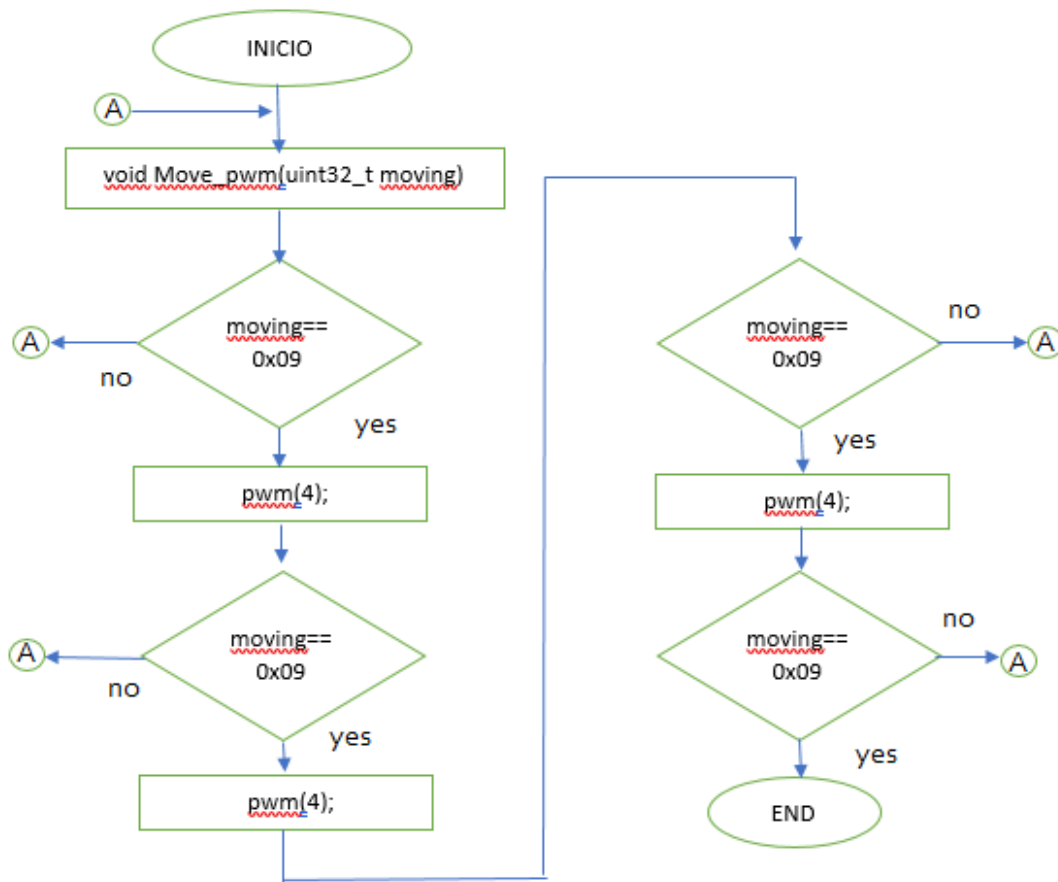 INICIO
A
void Move_pwm(uint32_t moving)
moving==
0x09
A
no
yes
pwm(4);
moving==
0x09
A
no
yes
pwm(4);
moving==
0x09
no
A
yes
pwm(4);
moving==
0x09
no
A
yes
END